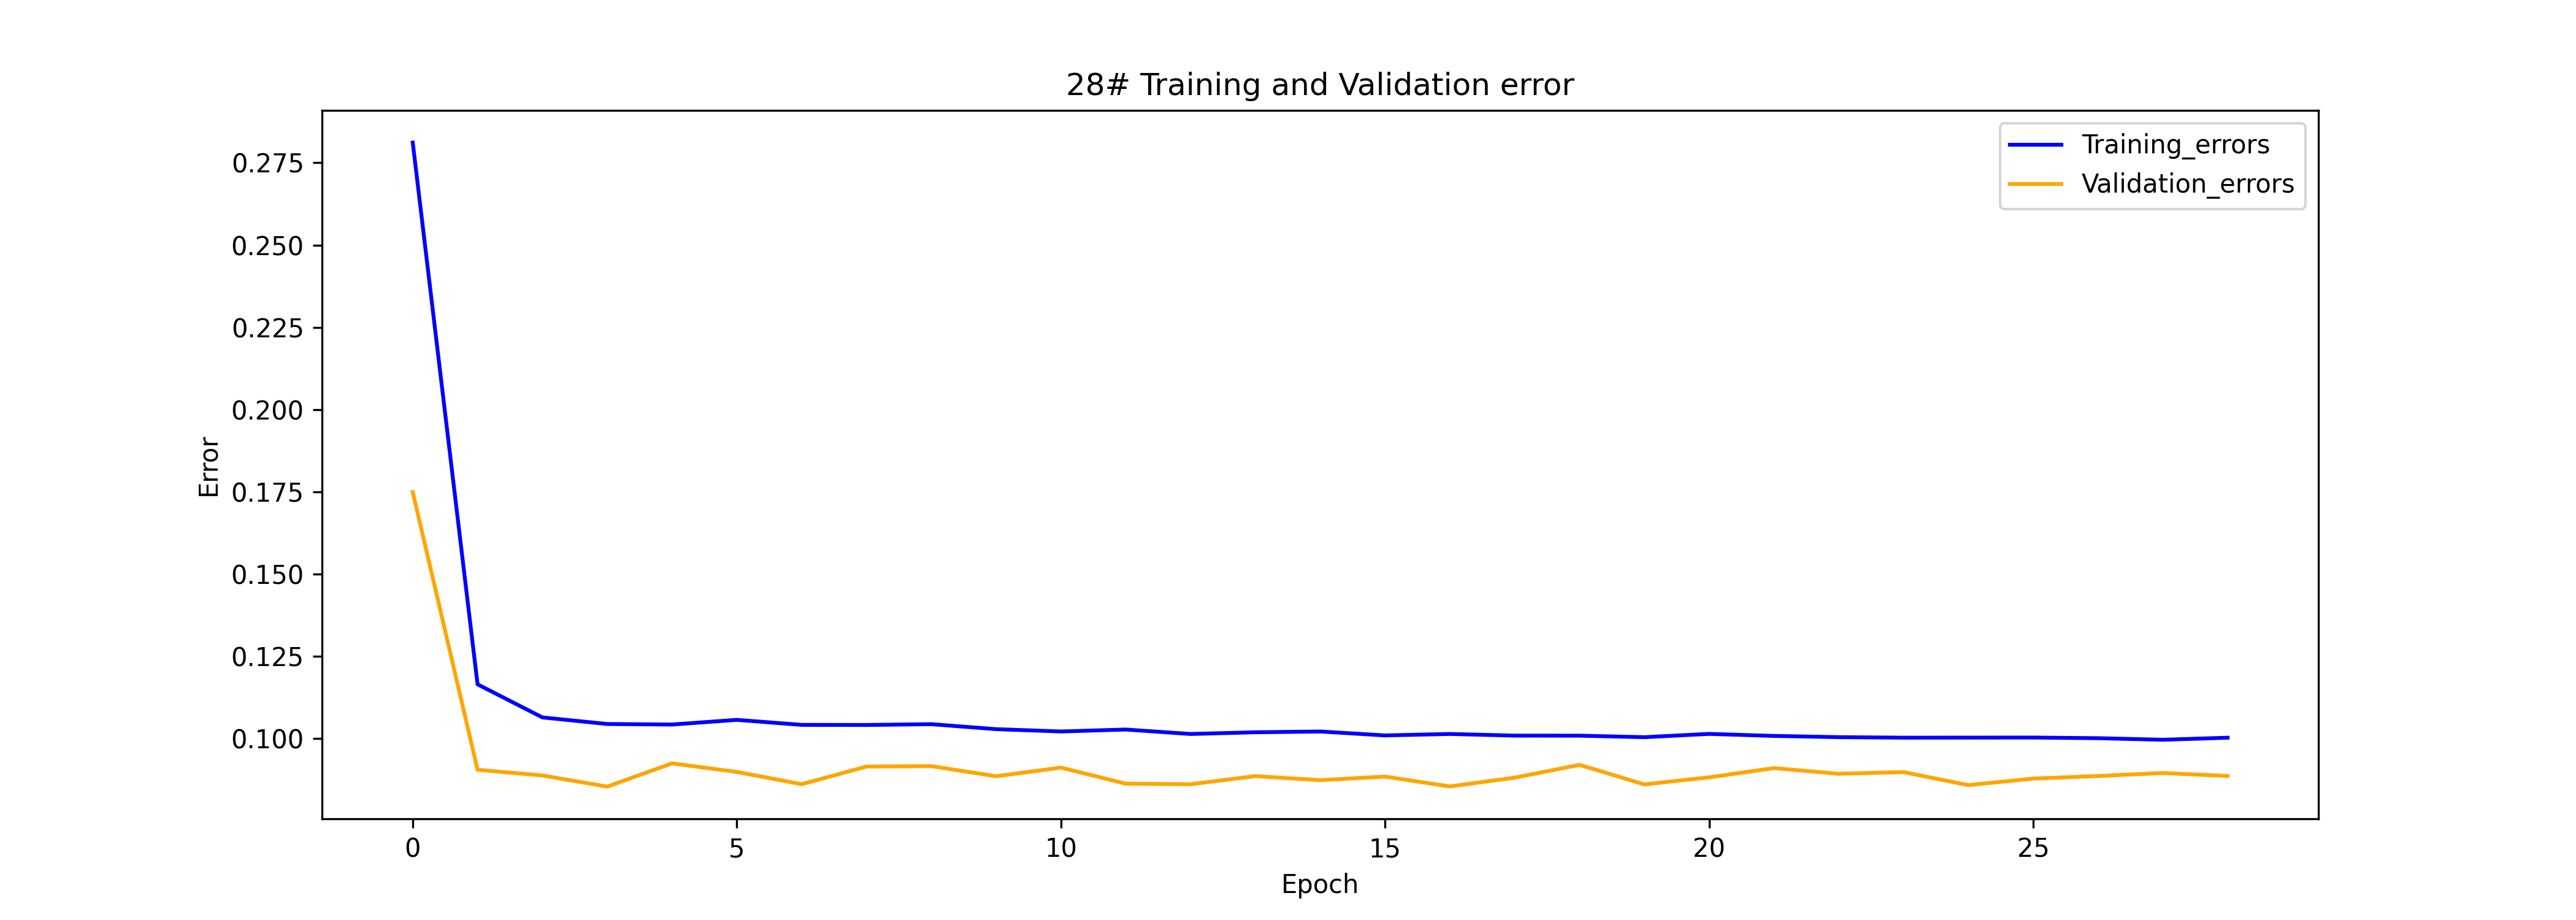 28# Training and Validation error
Training_errors
Validation_errors
Error
0.275
0.250
0.225
0.200
0.175
0.150
0.125
0.100
0 5 10 15 20 25
Epoch